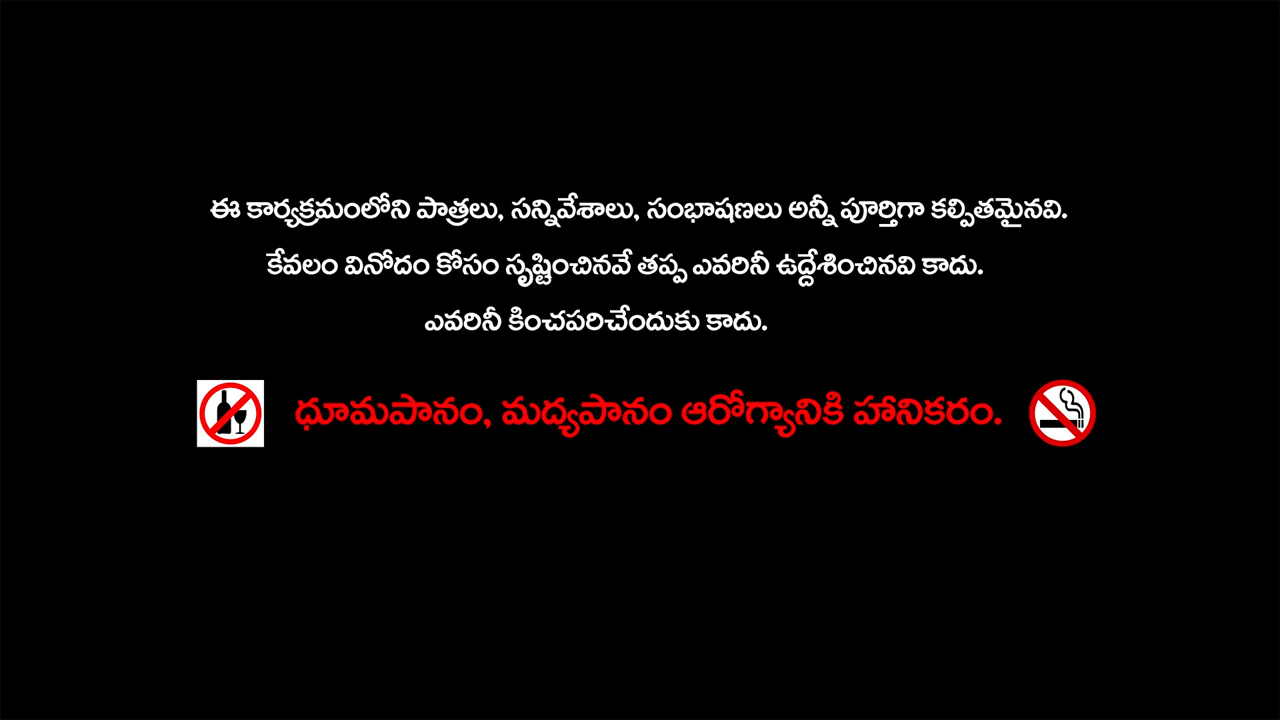 ఈ కార్యక్రమంలోని పాత్రలు, సన్నివేశాలు, సంభాషణలు అన్నీ పూర్తిగా కల్పితమైనవి.
కేవలం వినోదం కోసం సృష్టించినవే తప్ప ఎవరినీ ఉద్దేశించినవి కాదు.
ఎవరినీ కించపరిచేందుకు కాదు.
ధూమపానం, మద్యపానం ఆరోగ్యానికి హానికరం.